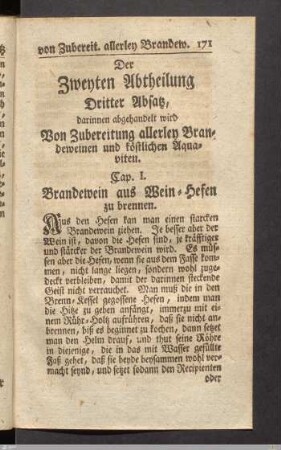 von Zubereit. allerley Brandew. 171
Der
Zweyten Abtheilung
Dritter Absatz,
darinnen abgehandelt wird
Von Zubereitung allerley Bran-
deweinen und köstlichen Aqua-
viten.
Cap. I.
Brandewein aus Wein-Hefen
zu brennen.
Aus den Hefen kan man einen starcken
Brandewein ziehen. Je besser aber der
Wein ist, davon die Hefen sind, je kräfftiger
und stärcker der Brandewein wird. Es müs-
sen aber die Hefen, wenn sie aus dem Fasse kom-
men, nicht lange liegen, sondern wohl zuge-
deckt verbleiben, damit der darinnen steckende
Geist nicht verrauchet. Man muß die in den
Brenn-Kessel gegossene Hefen, indem man
die Hitz zu geben anfängt, immerzu mit ei-
nem Rühr-Holtz aufrühren, daß sie nicht an-
brennen, biß es beginnet zu kochen, dann setzet
man den Helm drauf, und thut seine Röhre
in diejenige, die in das mit Wasser gefüllte
Faß gehet, daß sie beyde beysammen wohl ver-
macht seynd, und setzet sodann den Recipienten
oder